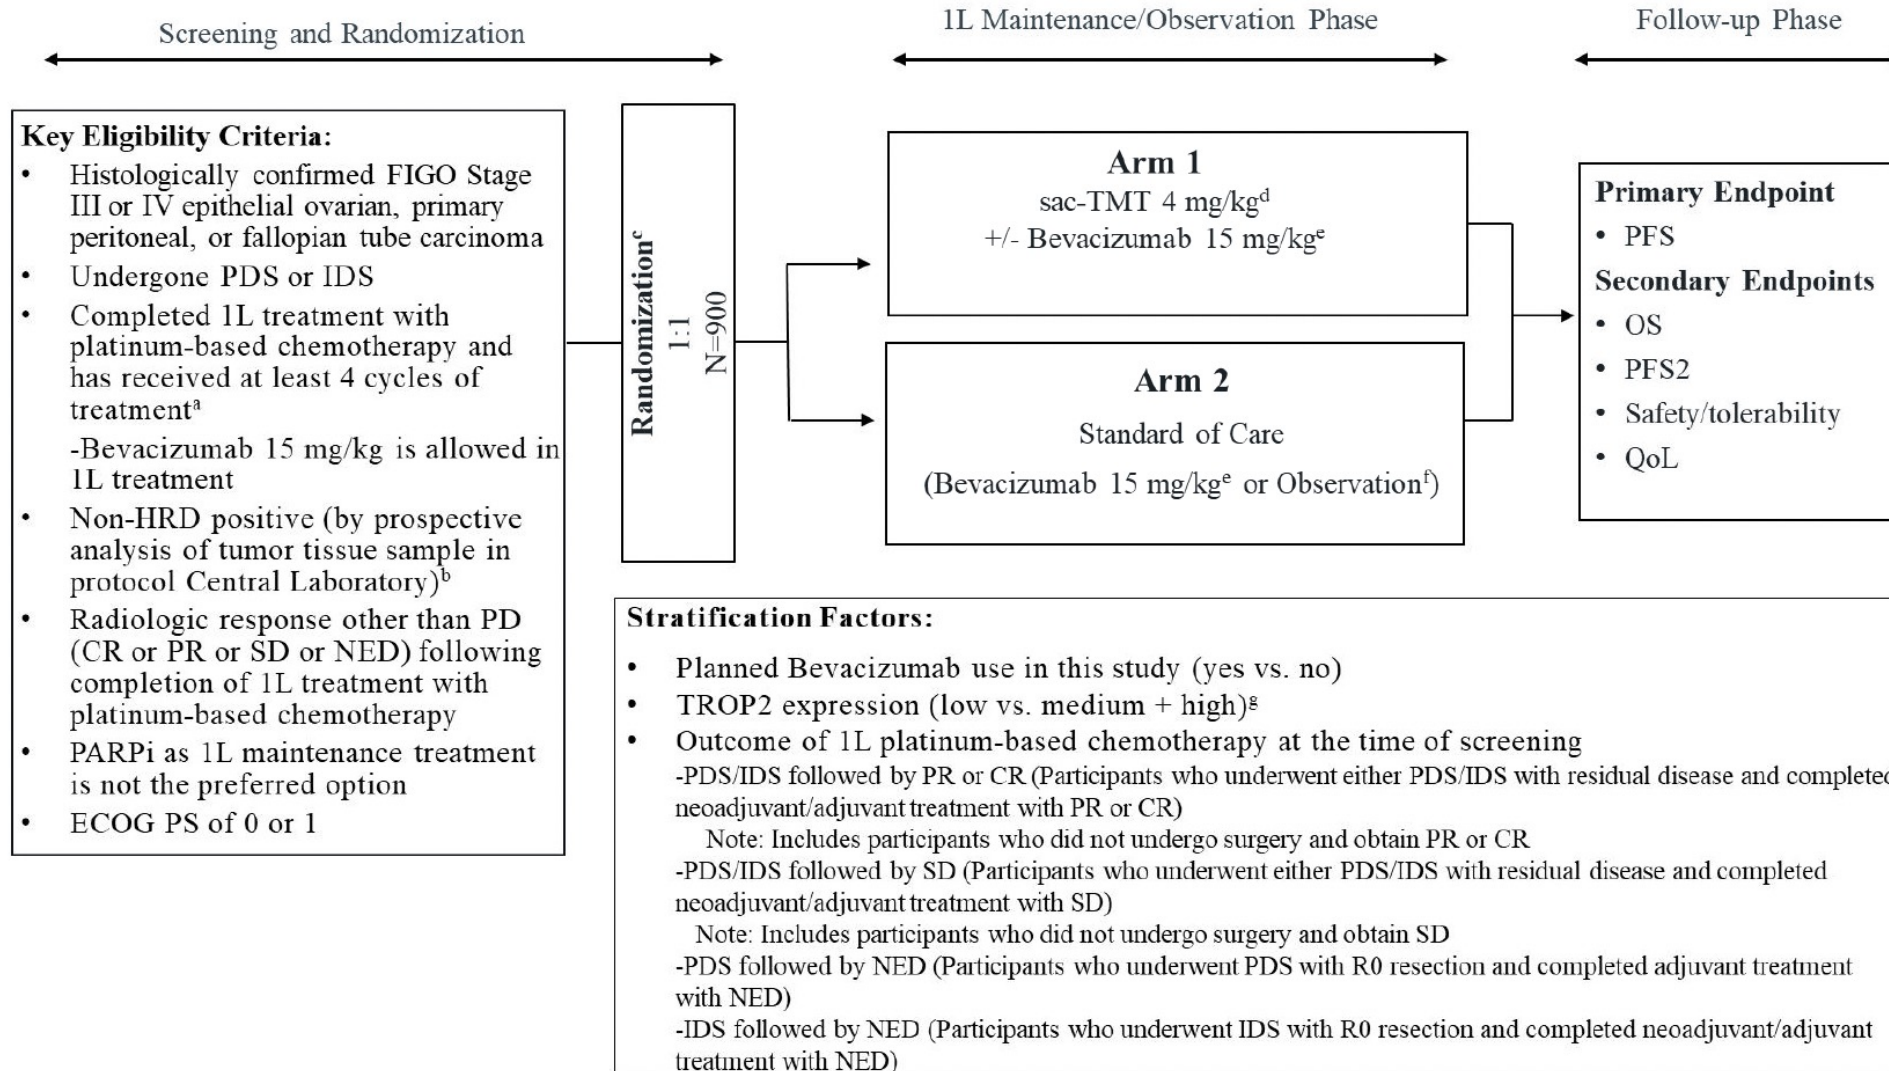 Screening and Randomization
1L Maintenance/Observation Phase
Follow-up Phase
Key Eligibility Criteria:
• Histologically confirmed FIGO Stage
III or IV epithelial ovarian, primary
peritoneal, or fallopian tube carcinoma
• Undergone PDS or IDS
• Completed 1L treatment with
platinum-based chemotherapy and
has received at least 4 cycles of
treatmentᵃ
-Bevacizumab 15 mg/kg is allowed in
1L treatment
• Non-HRD positive (by prospective
analysis of tumor tissue sample in
protocol Central Laboratory)ᵇ
• Radiologic response other than PD
(CR or PR or SD or NED) following
completion of 1L treatment with
platinum-based chemotherapy
• PARPi as 1L maintenance treatment
is not the preferred option
• ECOG PS of 0 or 1
Randomizationᶜ
1:1
N=900
Arm 1
sac-TMT 4 mg/kgᵈ
+/- Bevacizumab 15 mg/kgᵉ
Arm 2
Standard of Care
(Bevacizumab 15 mg/kgᵉ or Observationᶠ)
Primary Endpoint
• PFS
Secondary Endpoints
• OS
• PFS2
• Safety/tolerability
• QoL
Stratification Factors:
• Planned Bevacizumab use in this study (yes vs. no)
• TROP2 expression (low vs. medium + high)ᵍ
• Outcome of 1L platinum-based chemotherapy at the time of screening
-PDS/IDS followed by PR or CR (Participants who underwent either PDS/IDS with residual disease and completed
neoadjuvant/adjuvant treatment with PR or CR)
Note: Includes participants who did not undergo surgery and obtain PR or CR
-PDS/IDS followed by SD (Participants who underwent either PDS/IDS with residual disease and completed
neoadjuvant/adjuvant treatment with SD)
Note: Includes participants who did not undergo surgery and obtain SD
-PDS followed by NED (Participants who underwent PDS with R0 resection and completed adjuvant treatment
with NED)
-IDS followed by NED (Participants who underwent IDS with R0 resection and completed neoadjuvant/adjuvant
treatment with NED)